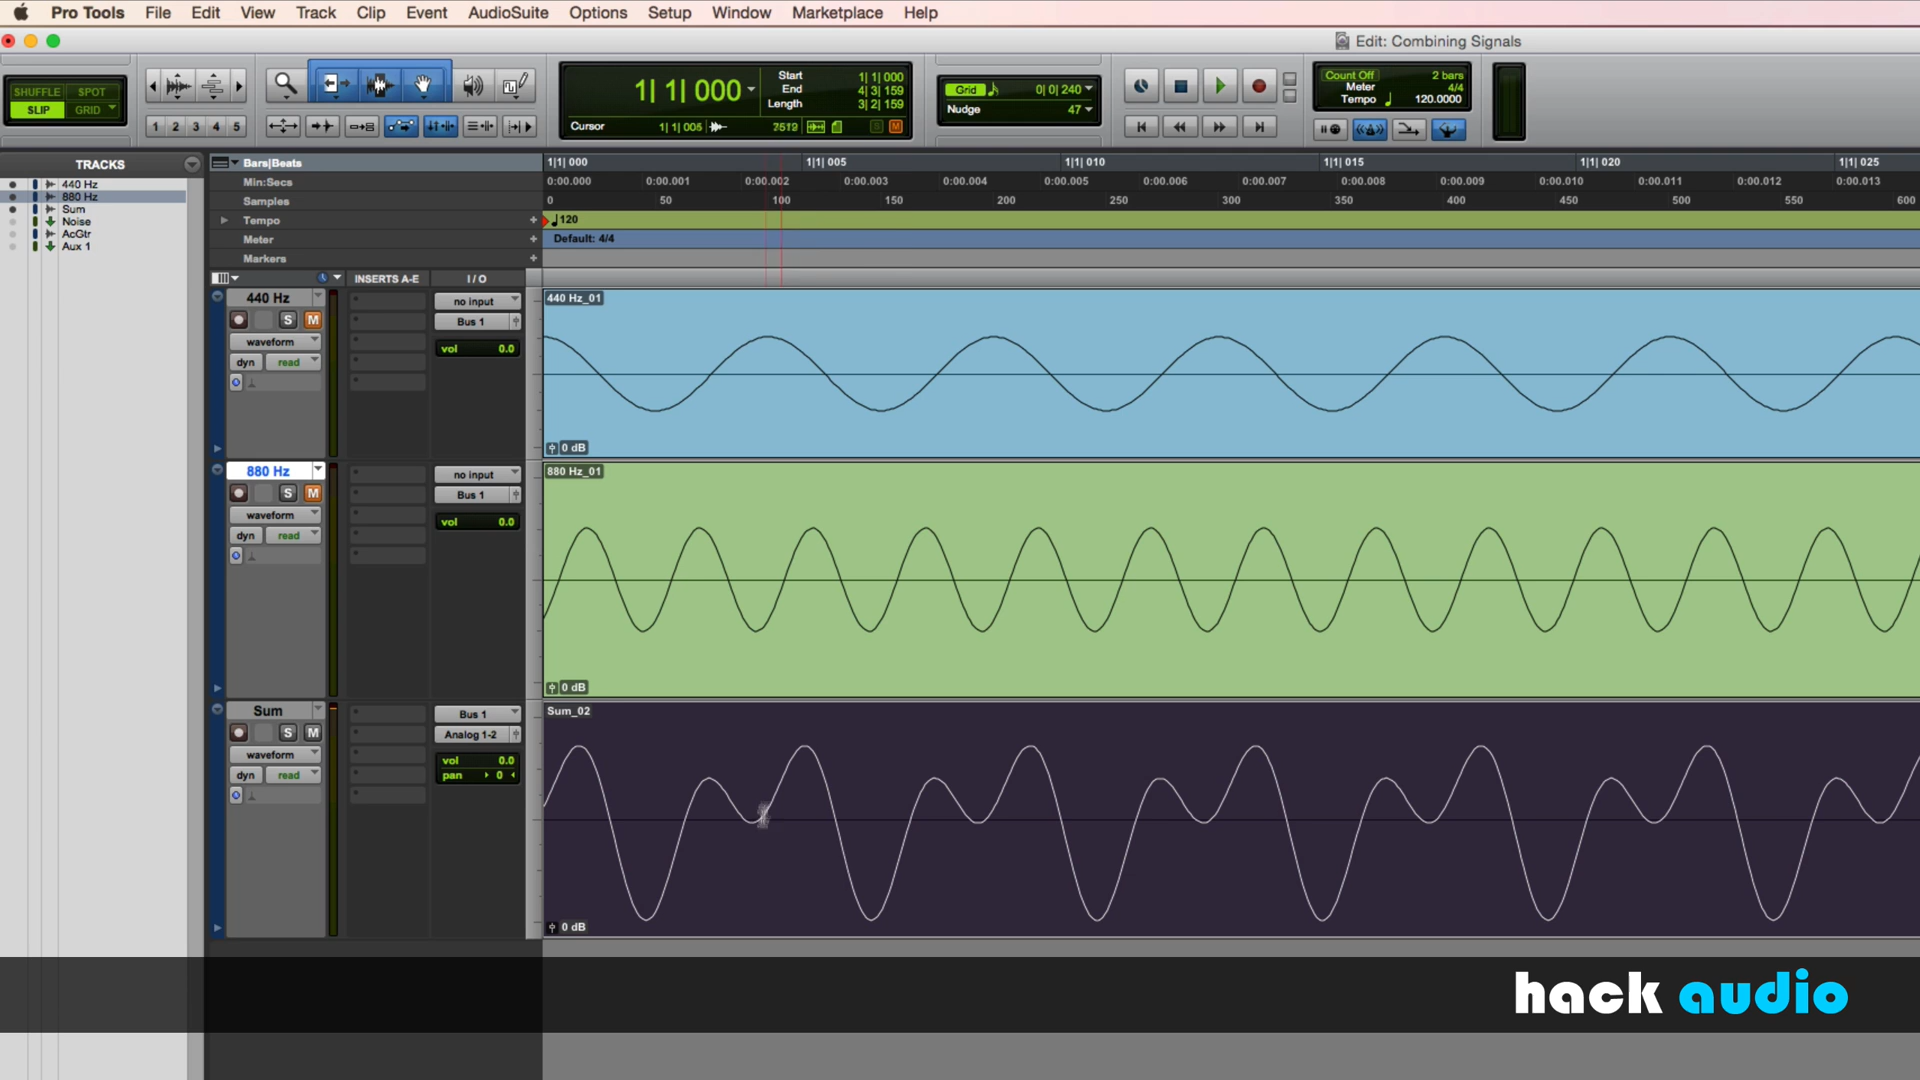 Pro Tools File Edit View Track Clip Event AudioSuite Options Setup Window Marketplace Help
Edit: Combining Signals
SHUFFLE SPOT
SLIP GRID
1 2 3 4 5
1| 1| 000
Start 1| 1| 000
End 4| 3| 159
Length 3| 2| 159
Cursor 1| 1| 005 7512
Grid 0| 0| 240
Nudge 47
Count Off 2 bars
Meter 4/4
Tempo 120.0000
TRACKS
440 Hz
880 Hz
Sum
Noise
AcGtr
Aux 1
Bars|Beats 1|1| 000 1|1| 005 1|1| 010 1|1| 015 1|1| 020 1|1| 025
Min:Secs 0:00.000 0:00.001 0:00.002 0:00.003 0:00.004 0:00.005 0:00.006 0:00.007 0:00.008 0:00.009 0:00.010 0:00.011 0:00.012 0:00.013
Samples 0 50 100 150 200 250 300 350 400 450 500 550 600
Tempo 120
Meter Default: 4/4
Markers
INSERTS A-E I / O
440 Hz no input 440 Hz_01
S M Bus 1
waveform vol 0.0
dyn read
0 dB
880 Hz no input 880 Hz_01
S M Bus 1
waveform vol 0.0
dyn read
0 dB
Sum Bus 1 Sum_02
S M Analog 1-2
waveform vol 0.0
dyn read pan 0
0 dB
hack audio